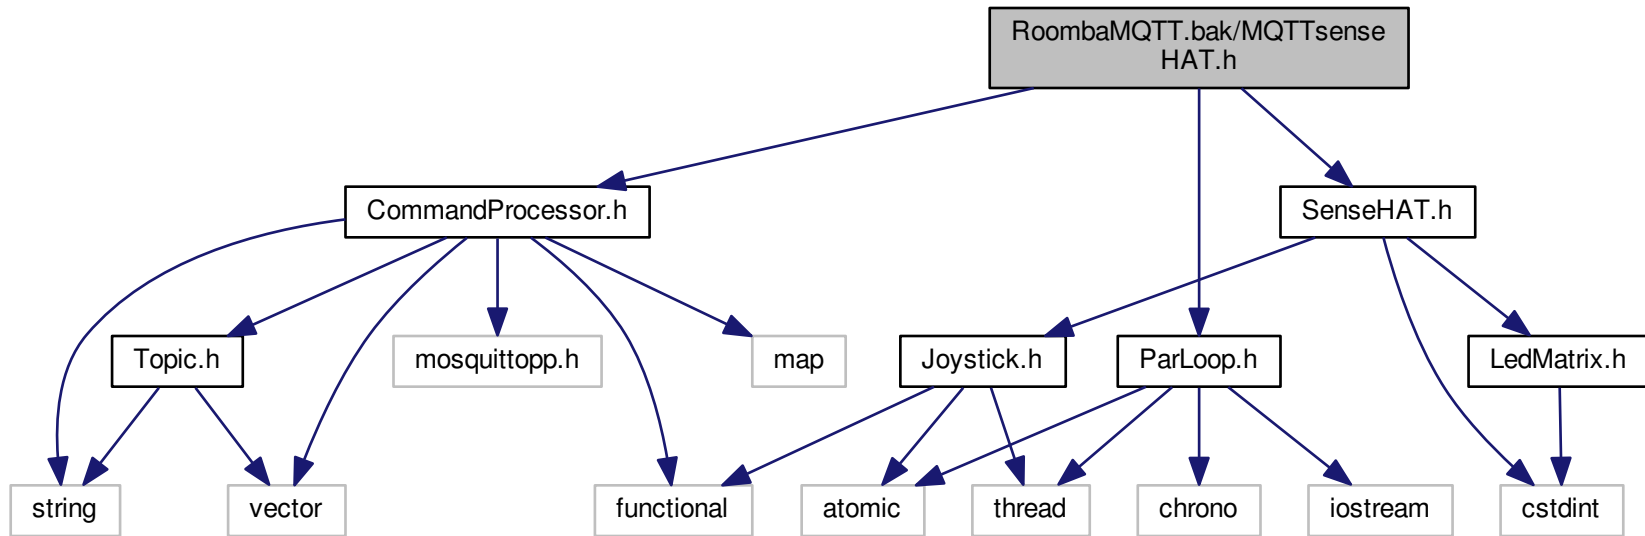 RoombaMQTT.bak/MQTTsense
HAT.h
CommandProcessor.h
SenseHAT.h
Topic.h
mosquittopp.h
map
Joystick.h
ParLoop.h
LedMatrix.h
string
vector
functional
atomic
thread
chrono
iostream
cstdint